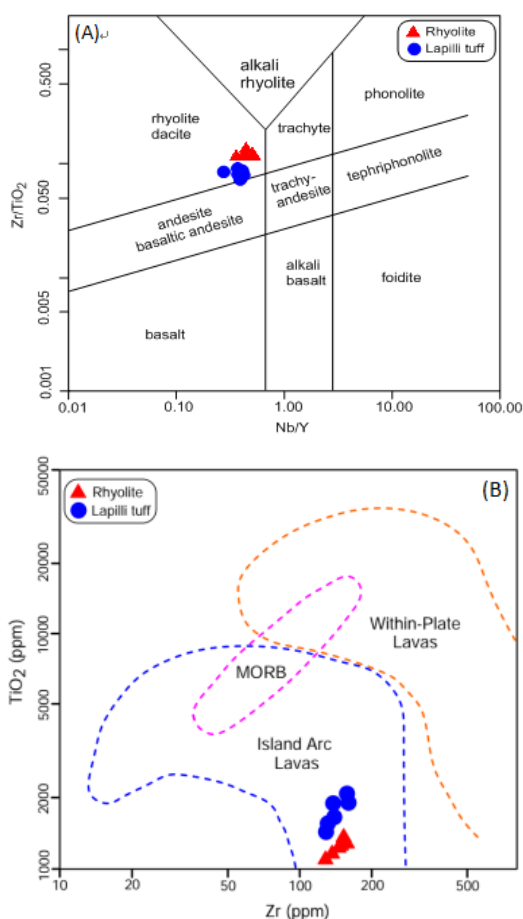 (A)
Rhyolite
Lapilli tuff
alkali
rhyolite
phonolite
rhyolite
dacite
trachyte
tephriphonolite
trachy-
andesite
andesite
basaltic andesite
alkali
basalt
foidite
basalt
Zr/TiO2
0.500
0.050
0.005
0.001
0.01
0.10
1.00
10.00
100.00
Nb/Y
(B)
Rhyolite
Lapilli tuff
Within-Plate
Lavas
MORB
Island Arc
Lavas
TiO2 (ppm)
50000
20000
10000
5000
2000
1000
10
20
50
100
200
500
Zr (ppm)